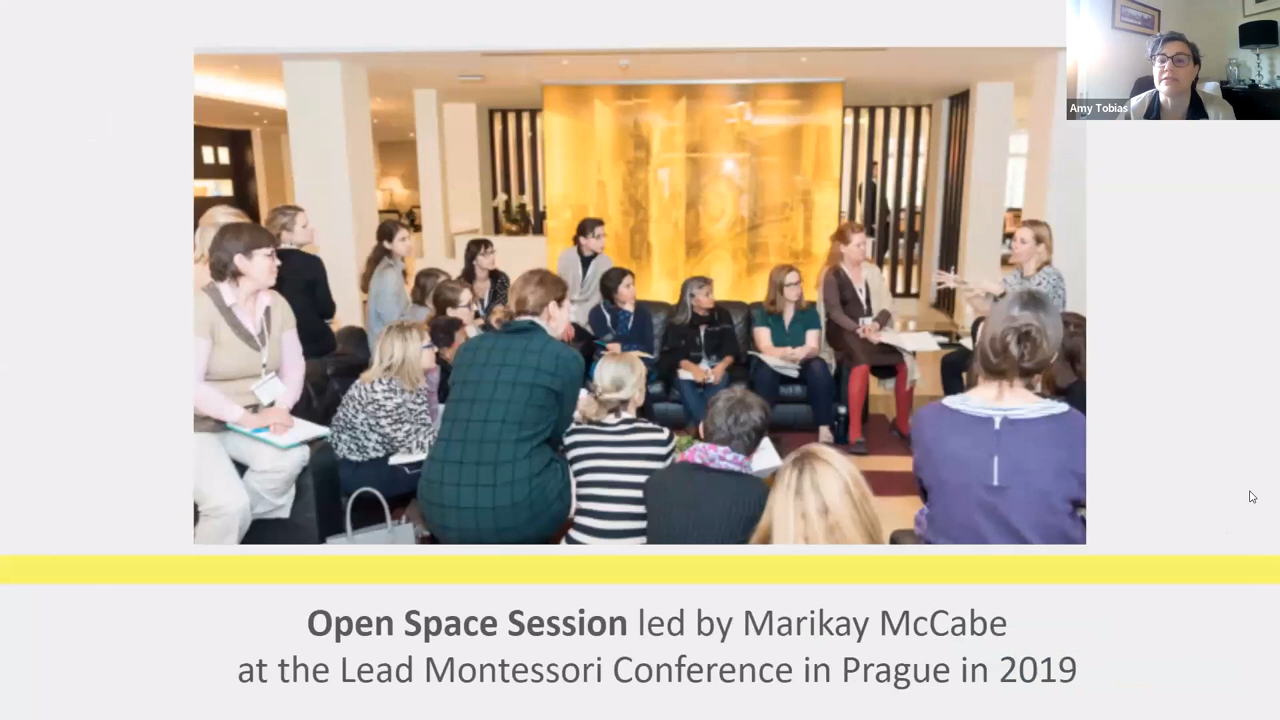 Amy Tobias
Open Space Session led by Marikay McCabe
at the Lead Montessori Conference in Prague in 2019